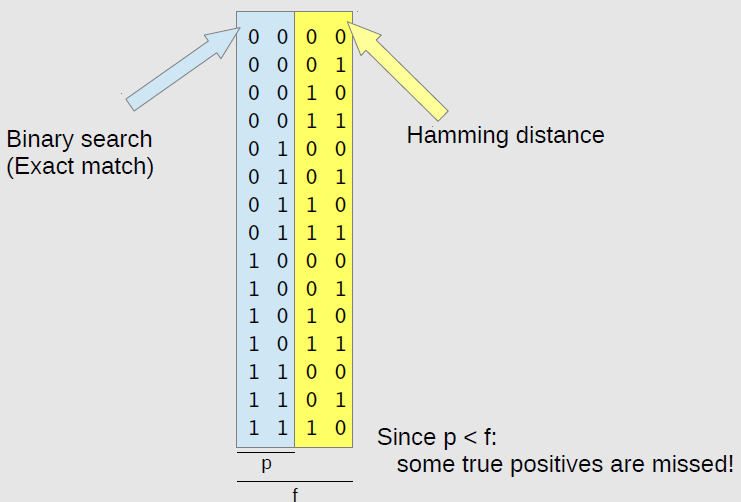 0 0 0 0
0 0 0 1
0 0 1 0
0 0 1 1
Binary search
(Exact match)
Hamming distance
0 1 0 0
0 1 0 1
0 1 1 0
0 1 1 1
1 0 0 0
1 0 0 1
1 0 1 0
1 0 1 1
1 1 0 0
1 1 0 1
1 1 1 0
Since p < f:
some true positives are missed!
p
f